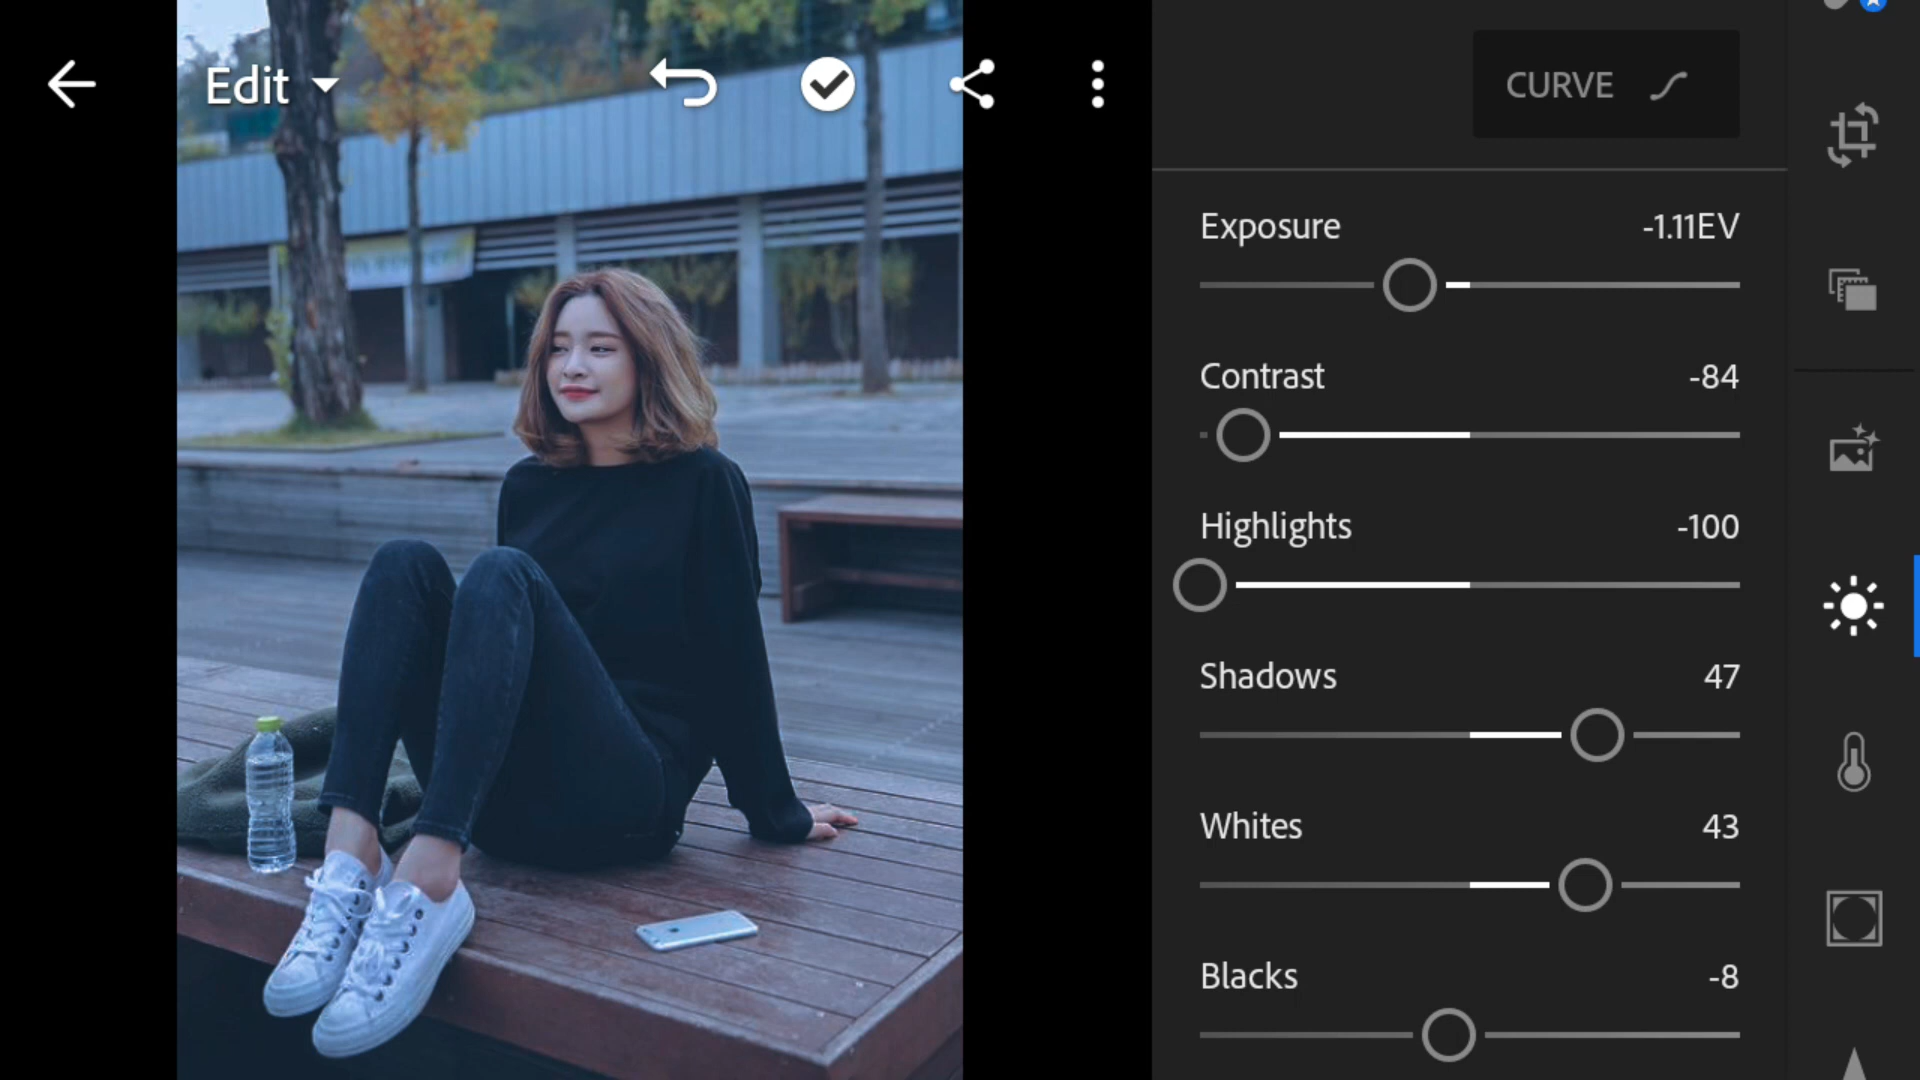 Edit
CURVE
Exposure -1.11EV
Contrast -84
Highlights -100
Shadows 47
Whites 43
Blacks -8